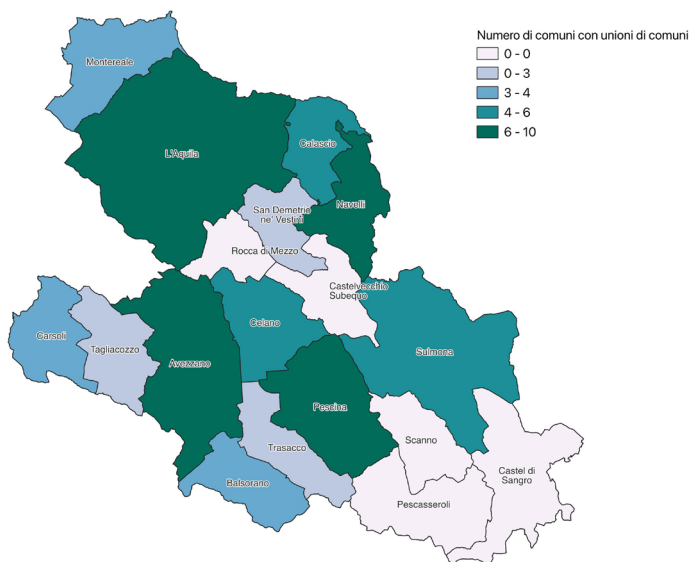 Numero di comuni con unioni di comuni
0 - 0
0 - 3
3 - 4
4 - 6
6 - 10
Montereale
L'Aquila
Calascio
Navelli
San Demetrio
ne' Vestini
Rocca di Mezzo
Castelvecchio
Subequo
Carsoli
Tagliacozzo
Celano
Avezzano
Sulmona
Pescina
Trasacco
Scanno
Balsorano
Castel di
Sangro
Pescasseroli